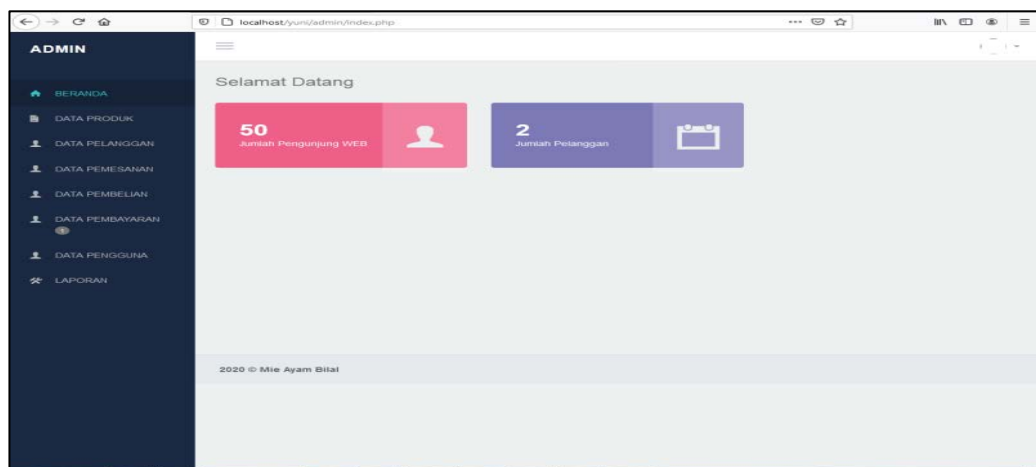 localhost/yuni/admin/index.php
ADMIN
BERANDA
DATA PRODUK
DATA PELANGGAN
DATA PEMESANAN
DATA PEMBELIAN
DATA PEMBAYARAN
1
DATA PENGGUNA
LAPORAN
Selamat Datang
50
Jumlah Pengunjung WEB
2
Jumlah Pelanggan
2020 © Mie Ayam Bilal